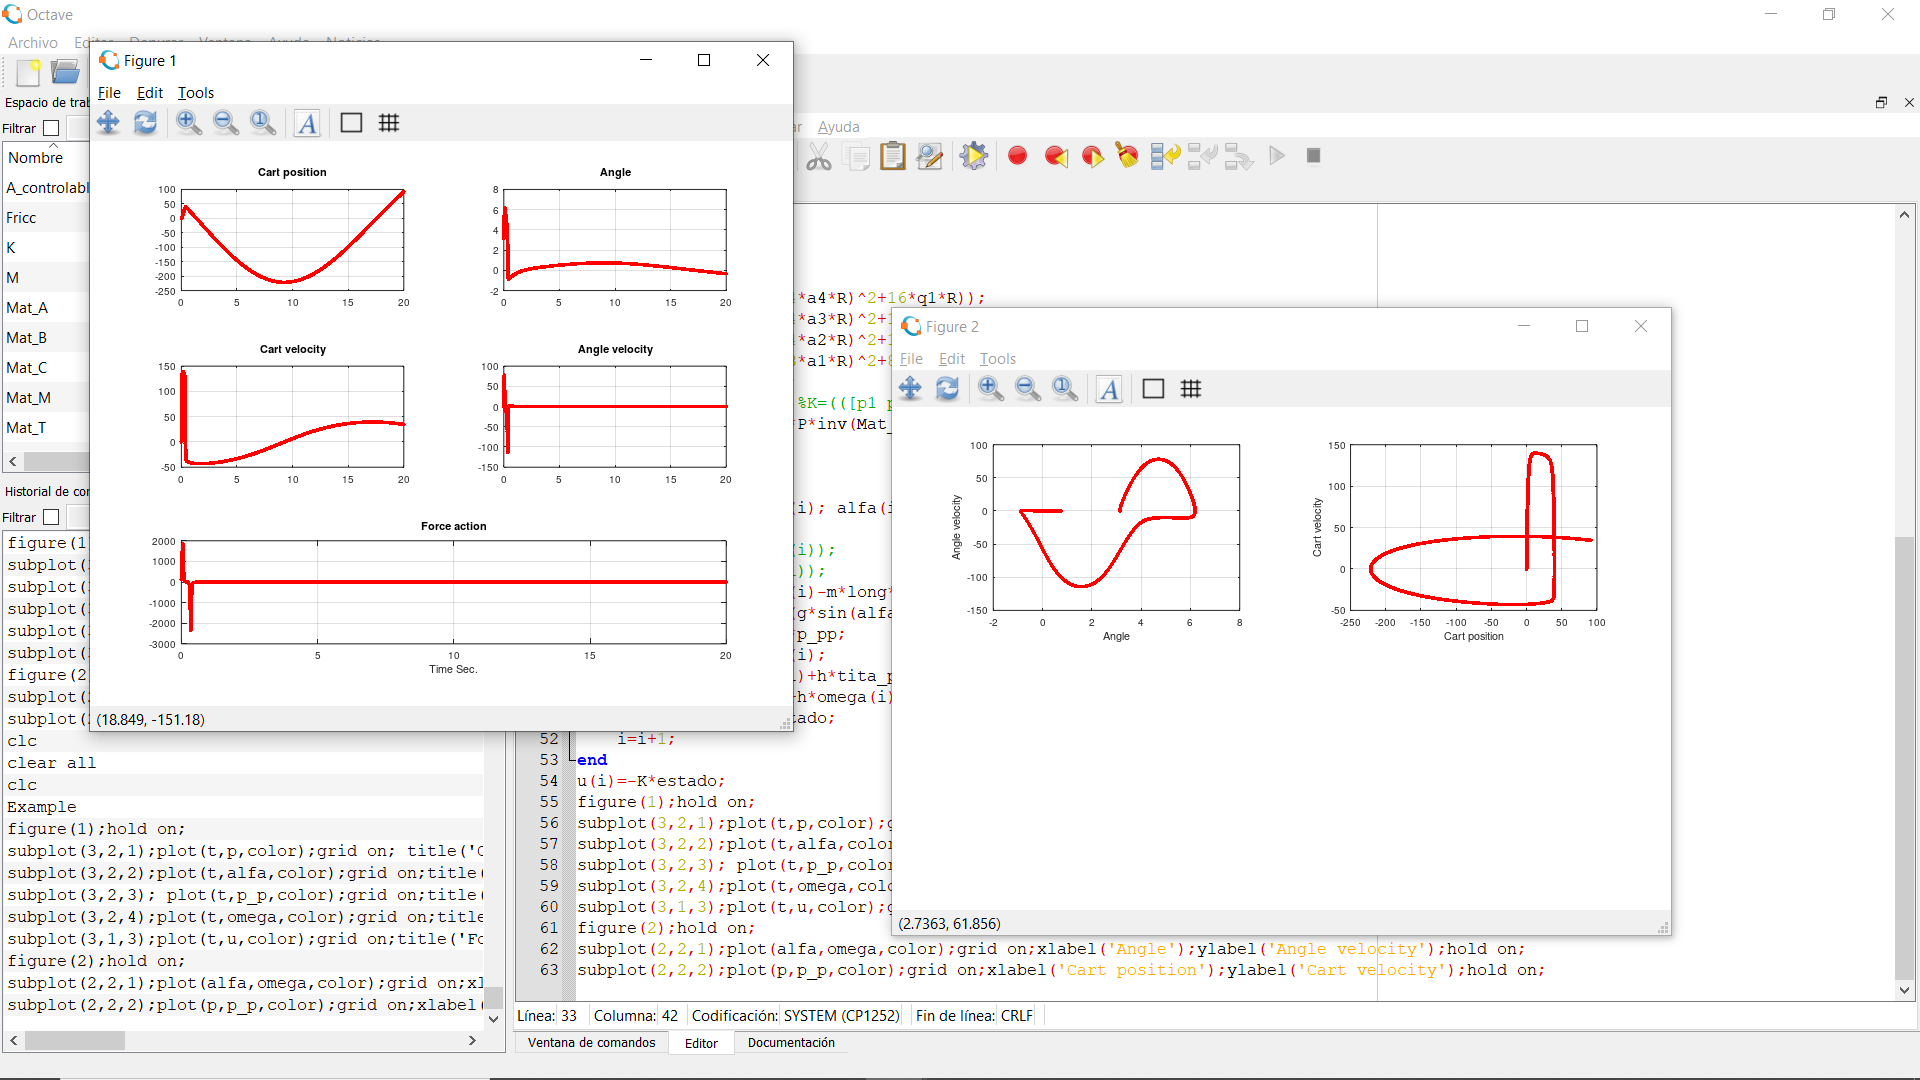 Octave
Archivo
Figure 1
File Edit Tools
Espacio de trab
Filtrar
Nombre
A_controlabl
Fricc
K
M
Mat_A
Mat_B
Mat_C
Mat_M
Mat_T
Historial de cor
Filtrar
figure(1
subplot(
subplot(
subplot(
subplot(
subplot(
figure(2
subplot(
subplot(
clc
clear all
clc
Example
figure(1);hold on;
subplot(3,2,1);plot(t,p,color);grid on; title('C
subplot(3,2,2);plot(t,alfa,color);grid on;title(
subplot(3,2,3); plot(t,p_p,color);grid on;title(
subplot(3,2,4);plot(t,omega,color);grid on;title
subplot(3,1,3);plot(t,u,color);grid on;title('Fo
figure(2);hold on;
subplot(2,2,1);plot(alfa,omega,color);grid on;xl
subplot(2,2,2);plot(p,p_p,color);grid on;xlabel(
Cart position
100
50
0
-50
-100
-150
-200
-250
0 5 10 15 20
Angle
8
6
4
2
0
-2
0 5 10 15 20
Cart velocity
150
100
50
0
-50
0 5 10 15 20
Angle velocity
100
50
0
-50
-100
-150
0 5 10 15 20
Force action
2000
1000
0
-1000
-2000
-3000
0 5 10 15 20
Time Sec.
(18.849, -151.18)
ar Ayuda
*a4*R)^2+16*q1*R));
*a3*R)^2+1
*a2*R)^2+1
*a1*R)^2+8
%K=(([p1 p
*P*inv(Mat_
(i); alfa(i
(i));
));
(i)-m*long*
(g*sin(alfa
*p_pp;
(i);
)+h*tita_p
+h*omega(i)
tado;
52 i=i+1;
53 end
54 u(i)=-K*estado;
55 figure(1);hold on;
56 subplot(3,2,1);plot(t,p,color);g
57 subplot(3,2,2);plot(t,alfa,color
58 subplot(3,2,3); plot(t,p_p,color
59 subplot(3,2,4);plot(t,omega,colo
60 subplot(3,1,3);plot(t,u,color);g
61 figure(2);hold on;
62 subplot(2,2,1);plot(alfa,omega,color);grid on;xlabel('Angle');ylabel('Angle velocity');hold on;
63 subplot(2,2,2);plot(p,p_p,color);grid on;xlabel('Cart position');ylabel('Cart velocity');hold on;
Figure 2
File Edit Tools
Angle velocity
100
50
0
-50
-100
-150
-2 0 2 4 6 8
Angle
Cart velocity
150
100
50
0
-50
-250 -200 -150 -100 -50 0 50 100
Cart position
(2.7363, 61.856)
Línea: 33 Columna: 42 Codificación: SYSTEM (CP1252) Fin de línea: CRLF
Ventana de comandos Editor Documentación